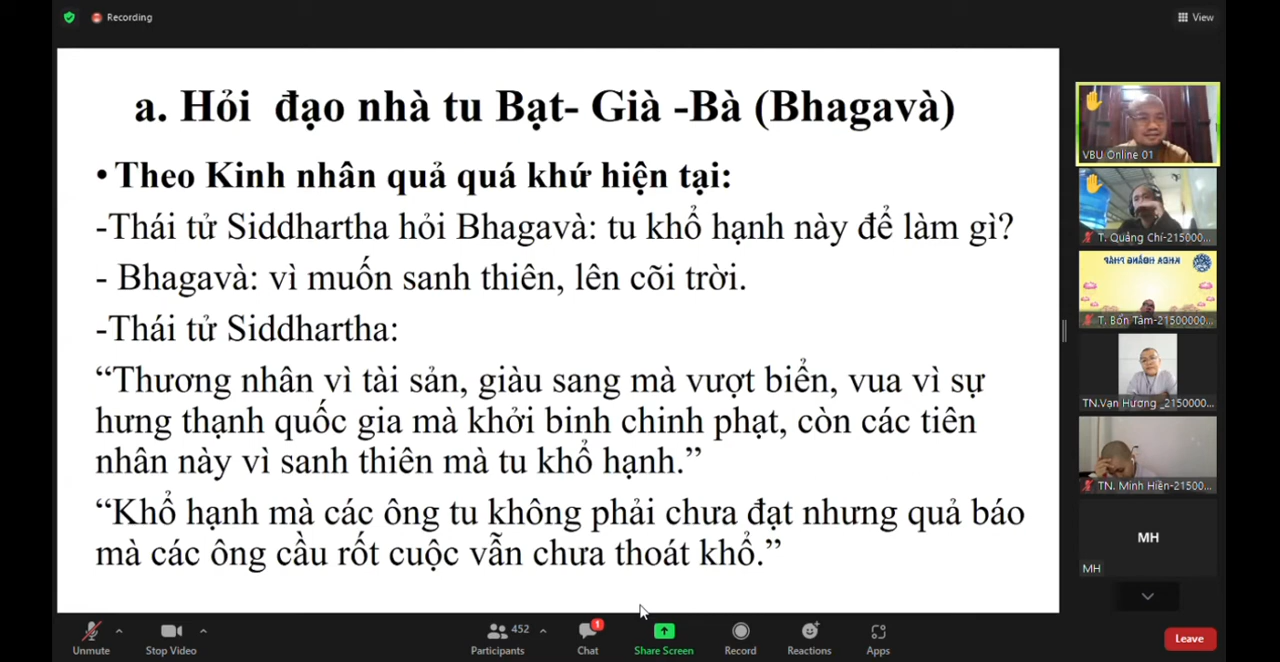 Recording
View
a. Hỏi đạo nhà tu Bạt- Già -Bà (Bhagavà)
• Theo Kinh nhân quả quá khứ hiện tại:
-Thái tử Siddhartha hỏi Bhagavà: tu khổ hạnh này để làm gì?
- Bhagavà: vì muốn sanh thiên, lên cõi trời.
-Thái tử Siddhartha:
“Thương nhân vì tài sản, giàu sang mà vượt biển, vua vì sự
hưng thạnh quốc gia mà khởi binh chinh phạt, còn các tiên
nhân này vì sanh thiên mà tu khổ hạnh.”
“Khổ hạnh mà các ông tu không phải chưa đạt nhưng quả báo
mà các ông cầu rốt cuộc vẫn chưa thoát khổ.”
VBU Online 01
T. Quảng Chí-215000...
KHOA HOẰNG PHÁP
T. Bổn Tâm-21500000...
TN.Vạn Hương _2150000...
TN. Minh Hiền-21500...
MH
MH
Unmute
Stop Video
452
Participants
1
Chat
Share Screen
Record
Reactions
Apps
Leave